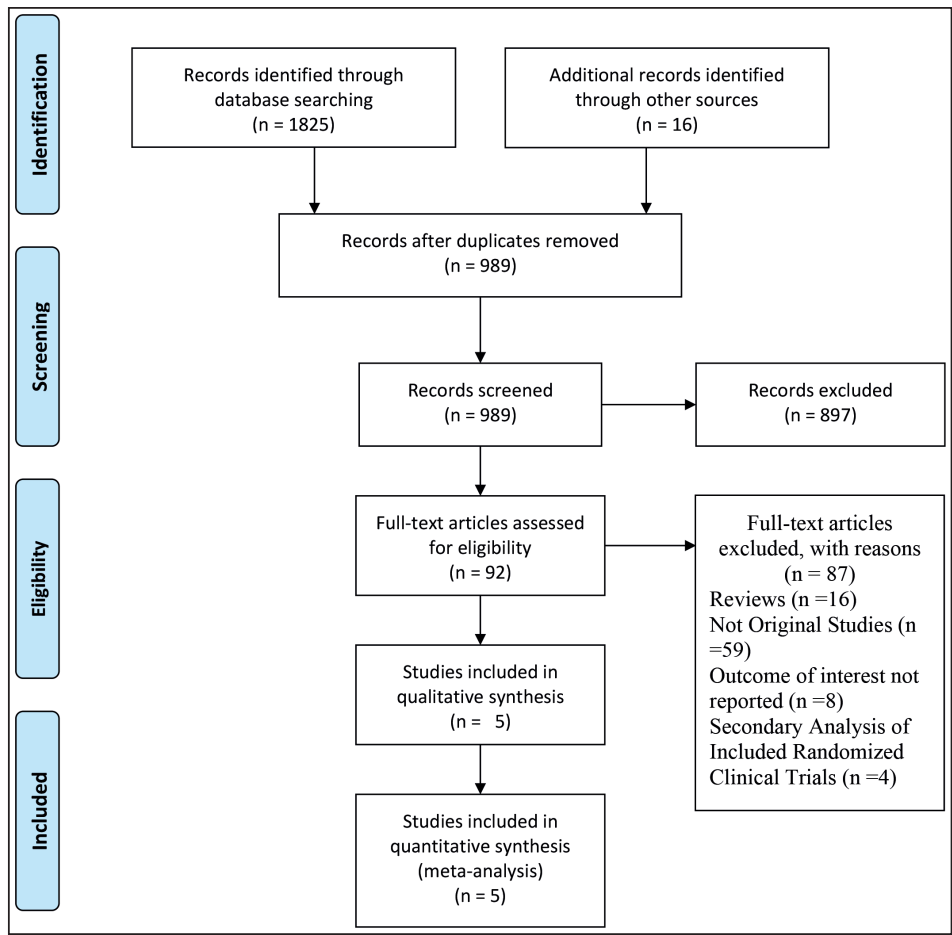 Identification
Records identified through
database searching
(n = 1825)
Additional records identified
through other sources
(n = 16)
Records after duplicates removed
(n = 989)
Screening
Records screened
(n = 989)
Records excluded
(n = 897)
Eligibility
Full-text articles assessed
for eligibility
(n = 92)
Full-text articles
excluded, with reasons
(n = 87)
Reviews (n =16)
Not Original Studies (n
=59)
Outcome of interest not
reported (n =8)
Secondary Analysis of
Included Randomized
Clinical Trials (n =4)
Studies included in
qualitative synthesis
(n =   5)
Included
Studies included in
quantitative synthesis
(meta-analysis)
(n = 5)